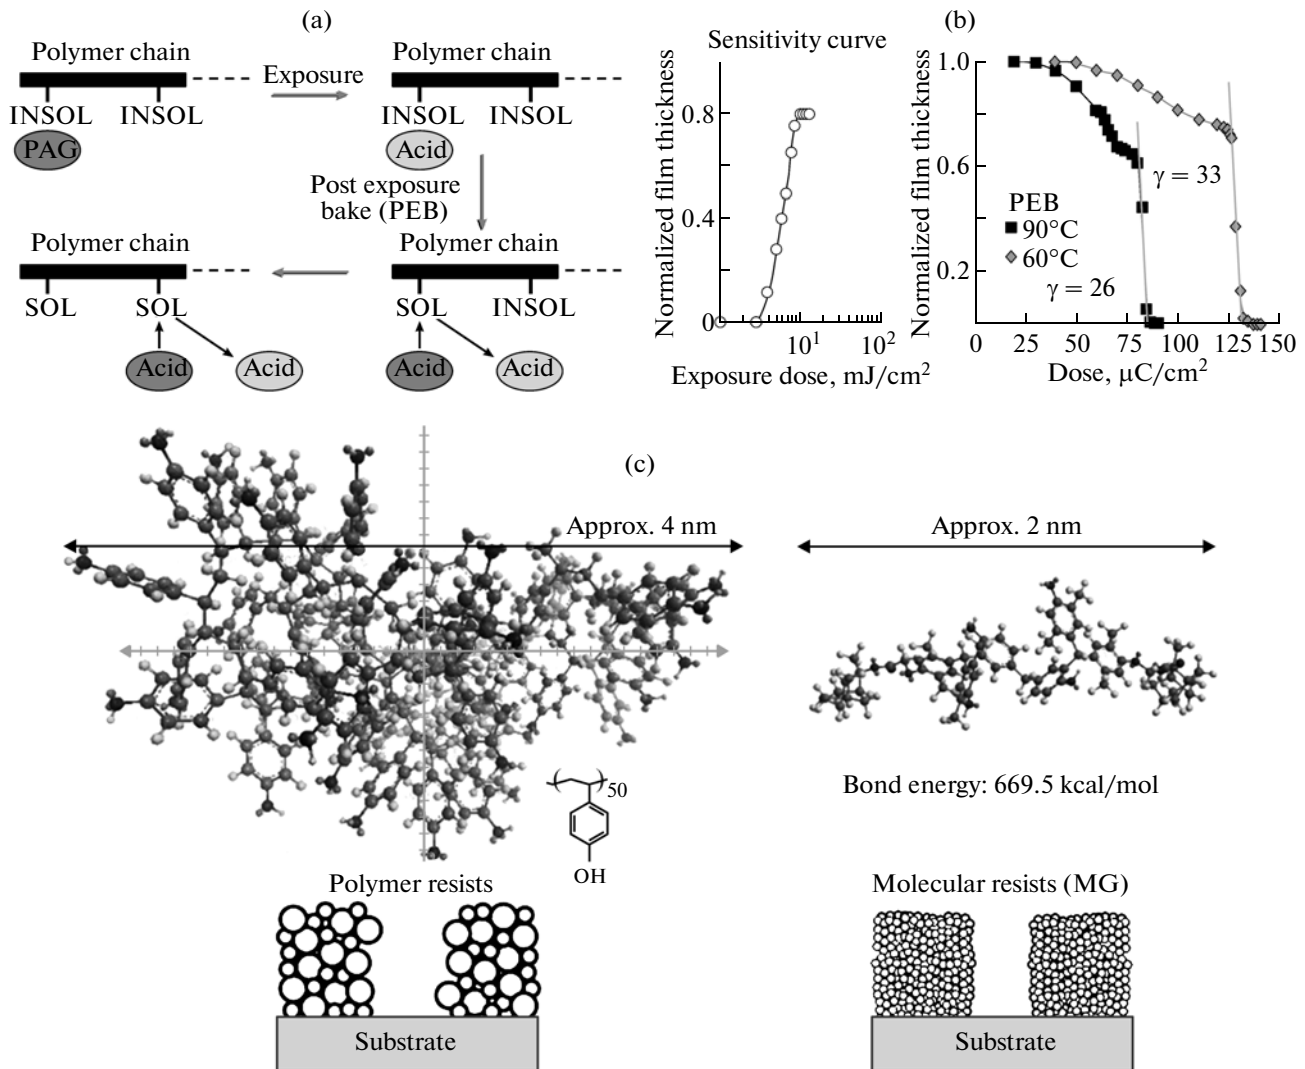 (a)
Polymer chain
INSOL INSOL
PAG
Exposure
Polymer chain
INSOL INSOL
Acid
Post exposure
bake (PEB)
Polymer chain
SOL SOL
Acid Acid
Polymer chain
SOL INSOL
Acid Acid
(b)
Sensitivity curve
Normalized film thickness
0.8
0.4
0
10¹ 10²
Exposure dose, mJ/cm²
Normalized film thickness
1.0
0.6
0.2
γ = 33
PEB
90°C
60°C
γ = 26
0 25 50 75 100 125 150
Dose, μC/cm²
(c)
Approx. 4 nm
Approx. 2 nm
50
OH
Bond energy: 669.5 kcal/mol
Polymer resists
Substrate
Molecular resists (MG)
Substrate